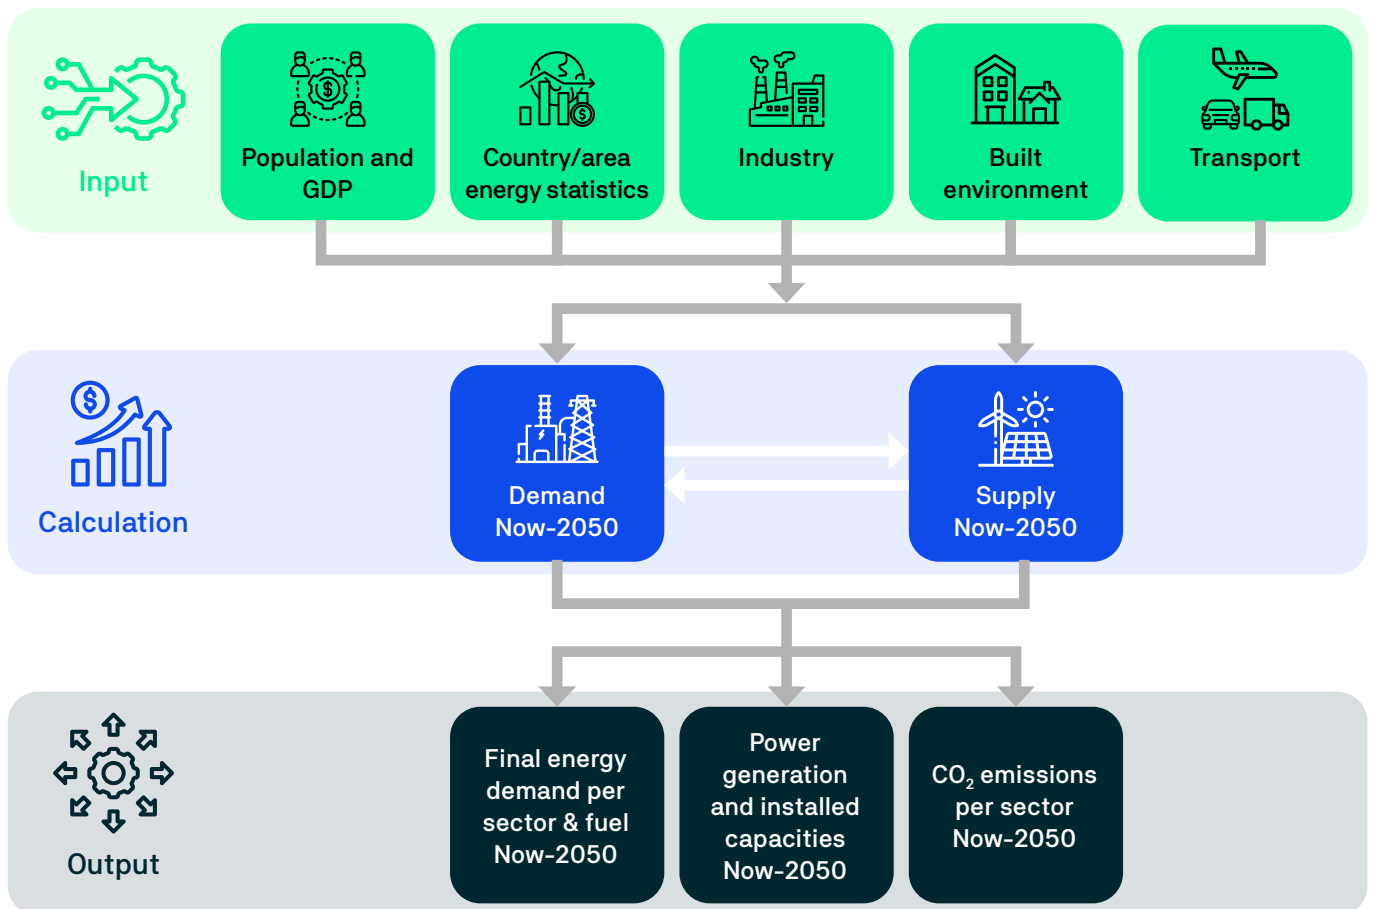 Input
Population and
GDP
Country/area
energy statistics
Industry
Built
environment
Transport
Calculation
Demand
Now-2050
Supply
Now-2050
Output
Final energy
demand per
sector & fuel
Now-2050
Power
generation
and installed
capacities
Now-2050
CO₂ emissions
per sector
Now-2050